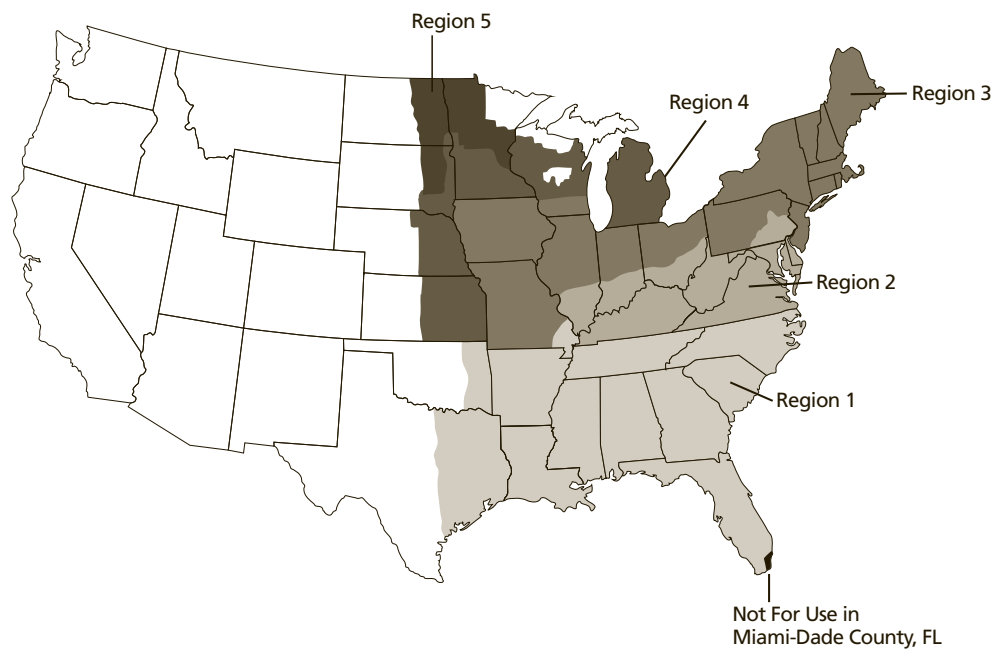 Region 5
Region 4
Region 3
Region 2
Region 1
Not For Use in
Miami-Dade County, FL